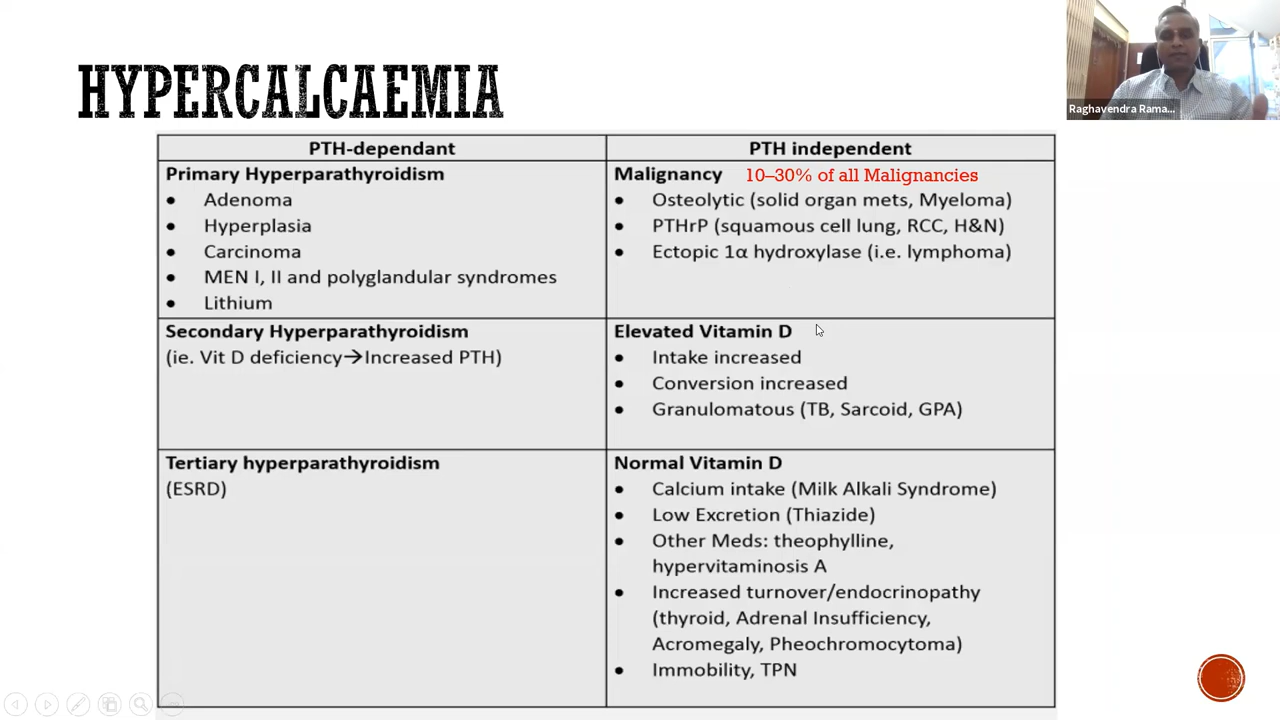 HYPERCALCAEMIA
Raghavendra Rama...
PTH-dependant
PTH independent
Primary Hyperparathyroidism
• Adenoma
• Hyperplasia
• Carcinoma
• MEN I, II and polyglandular syndromes
• Lithium
Malignancy 10–30% of all Malignancies
• Osteolytic (solid organ mets, Myeloma)
• PTHrP (squamous cell lung, RCC, H&N)
• Ectopic 1α hydroxylase (i.e. lymphoma)
Secondary Hyperparathyroidism
(ie. Vit D deficiency→Increased PTH)
Elevated Vitamin D
• Intake increased
• Conversion increased
• Granulomatous (TB, Sarcoid, GPA)
Tertiary hyperparathyroidism
(ESRD)
Normal Vitamin D
• Calcium intake (Milk Alkali Syndrome)
• Low Excretion (Thiazide)
• Other Meds: theophylline,
hypervitaminosis A
• Increased turnover/endocrinopathy
(thyroid, Adrenal Insufficiency,
Acromegaly, Pheochromocytoma)
• Immobility, TPN